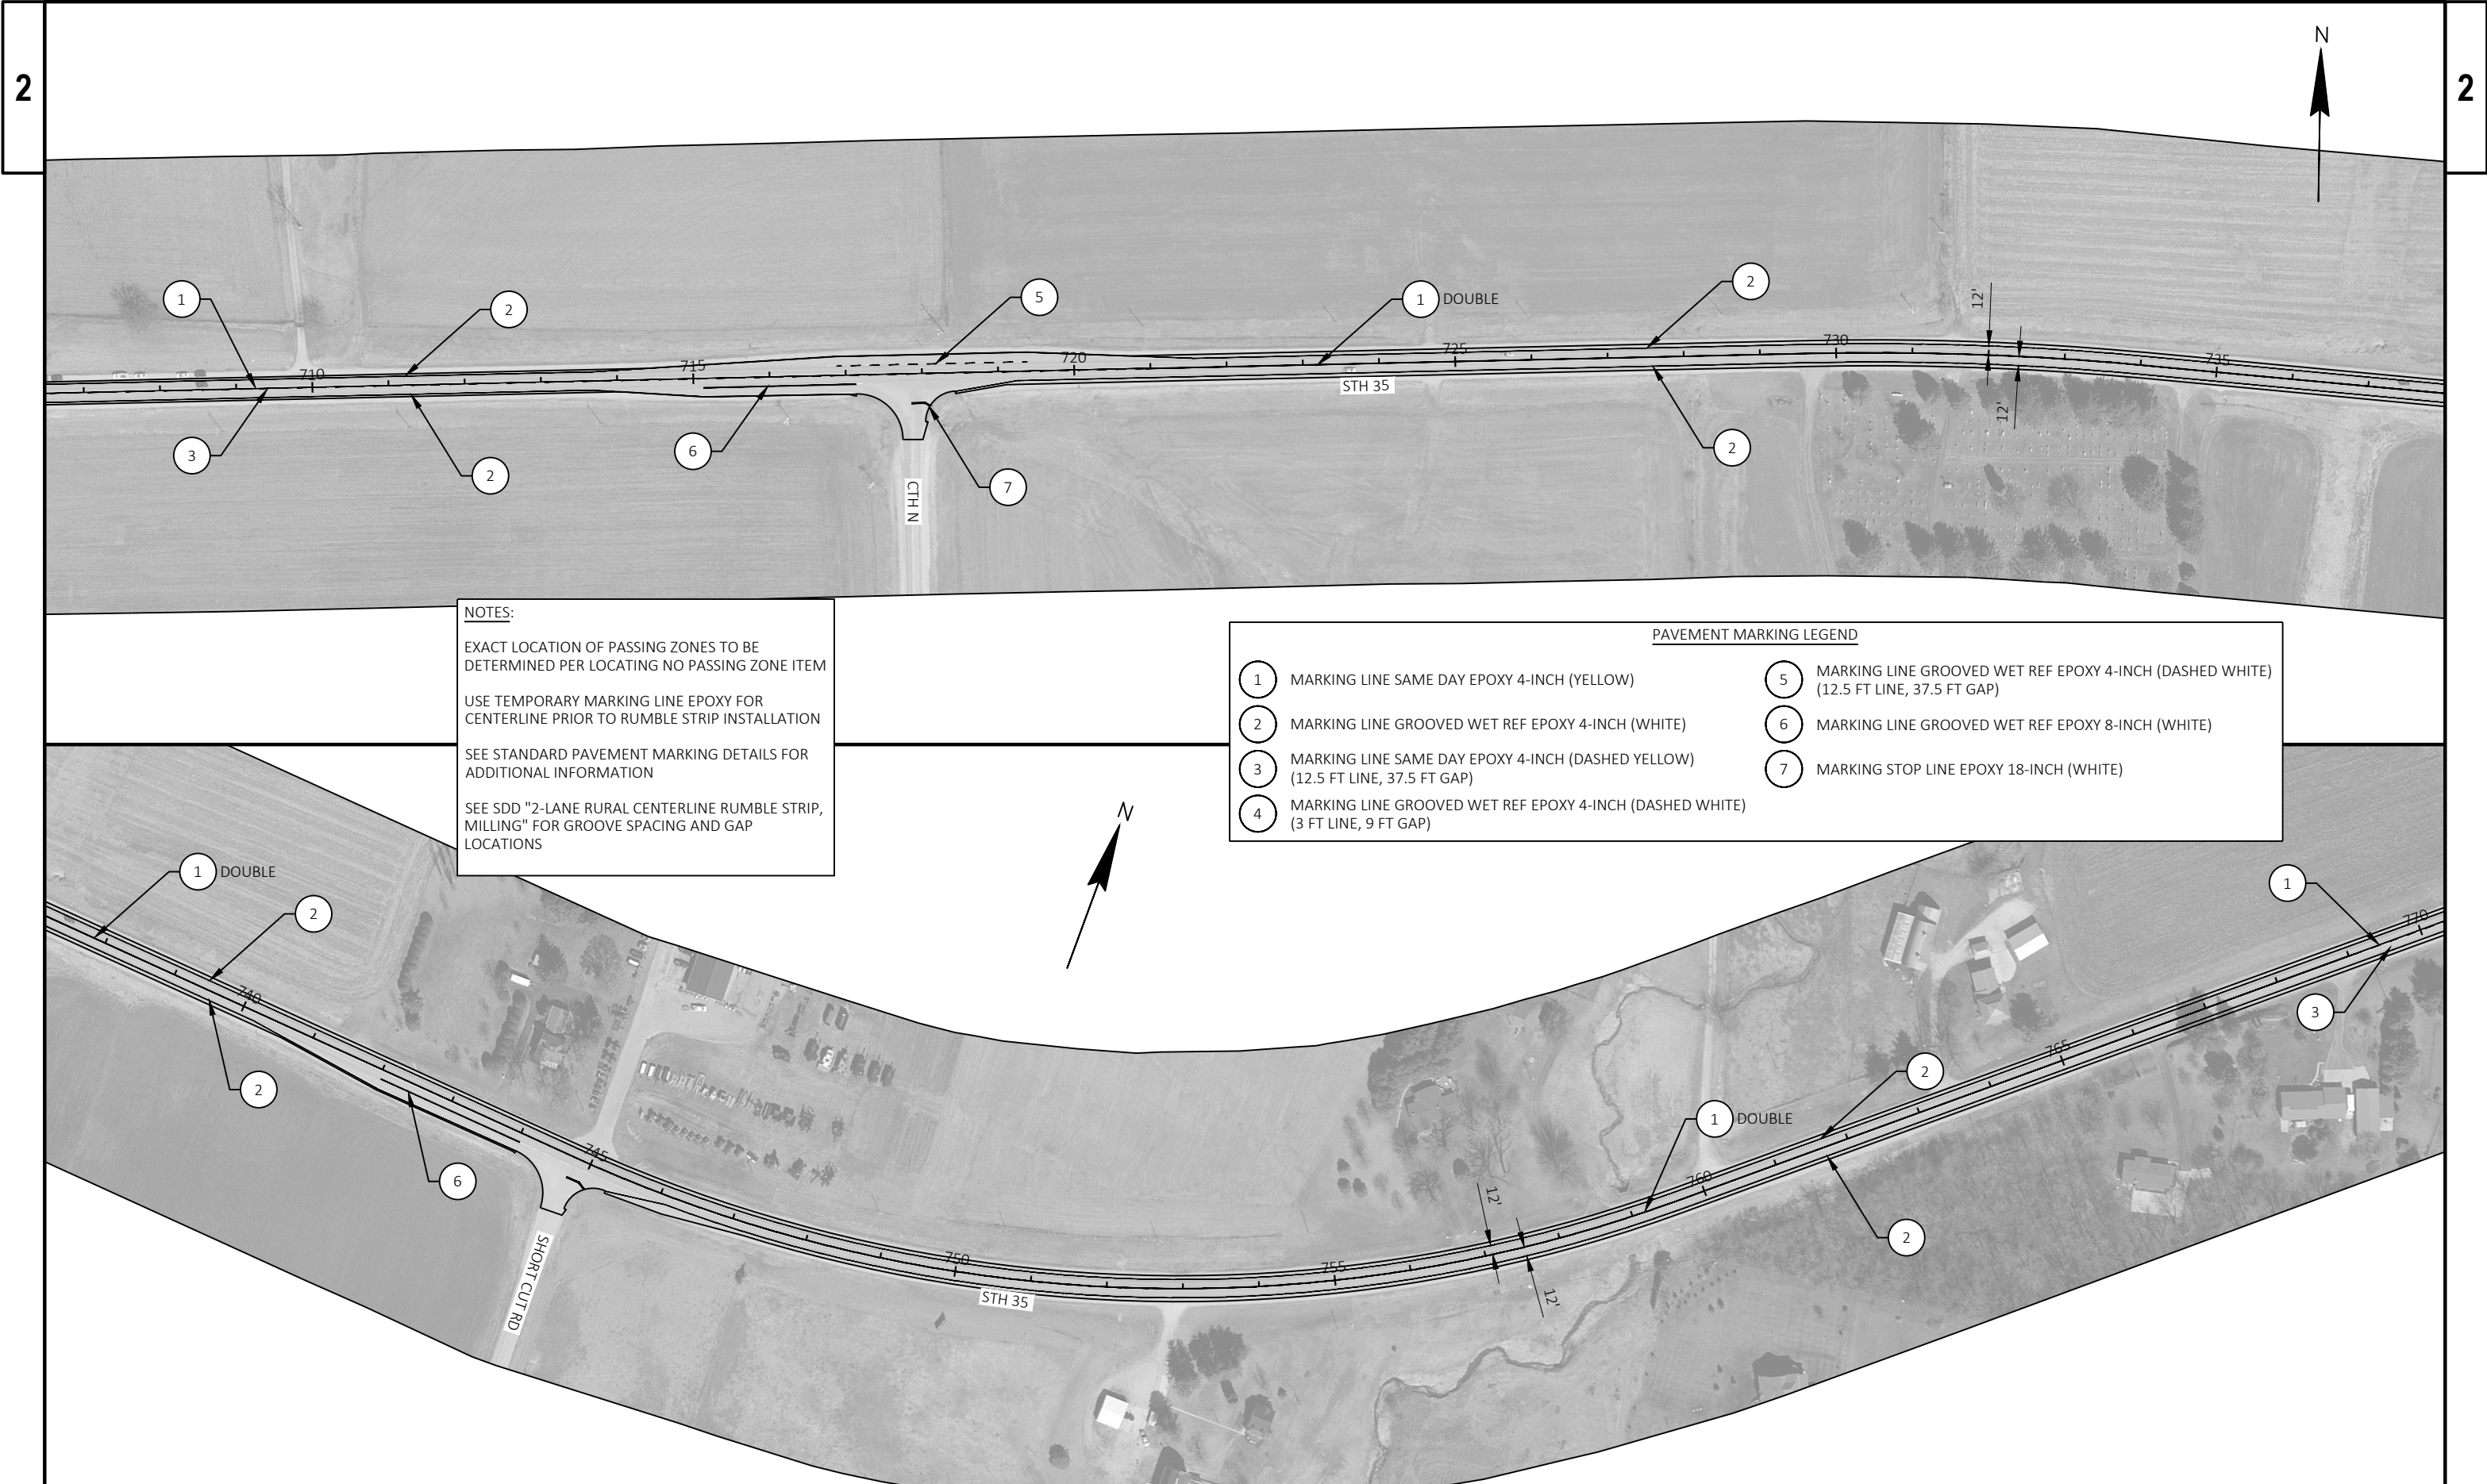 2
2
N
1
2
5
1 DOUBLE
2
12'
710
715
720
725
730
735
STH 35
12'
3
2
6
7
2
CTH N
NOTES:
EXACT LOCATION OF PASSING ZONES TO BE
DETERMINED PER LOCATING NO PASSING ZONE ITEM
USE TEMPORARY MARKING LINE EPOXY FOR
CENTERLINE PRIOR TO RUMBLE STRIP INSTALLATION
SEE STANDARD PAVEMENT MARKING DETAILS FOR
ADDITIONAL INFORMATION
SEE SDD "2-LANE RURAL CENTERLINE RUMBLE STRIP,
MILLING" FOR GROOVE SPACING AND GAP
LOCATIONS
PAVEMENT MARKING LEGEND
1 MARKING LINE SAME DAY EPOXY 4-INCH (YELLOW)
2 MARKING LINE GROOVED WET REF EPOXY 4-INCH (WHITE)
3 MARKING LINE SAME DAY EPOXY 4-INCH (DASHED YELLOW)
(12.5 FT LINE, 37.5 FT GAP)
4 MARKING LINE GROOVED WET REF EPOXY 4-INCH (DASHED WHITE)
(3 FT LINE, 9 FT GAP)
5 MARKING LINE GROOVED WET REF EPOXY 4-INCH (DASHED WHITE)
(12.5 FT LINE, 37.5 FT GAP)
6 MARKING LINE GROOVED WET REF EPOXY 8-INCH (WHITE)
7 MARKING STOP LINE EPOXY 18-INCH (WHITE)
N
1 DOUBLE
2
1
770
740
3
2
765
2
1 DOUBLE
745
6
760
12'
2
750
755
SHORT CUT RD
STH 35
12'